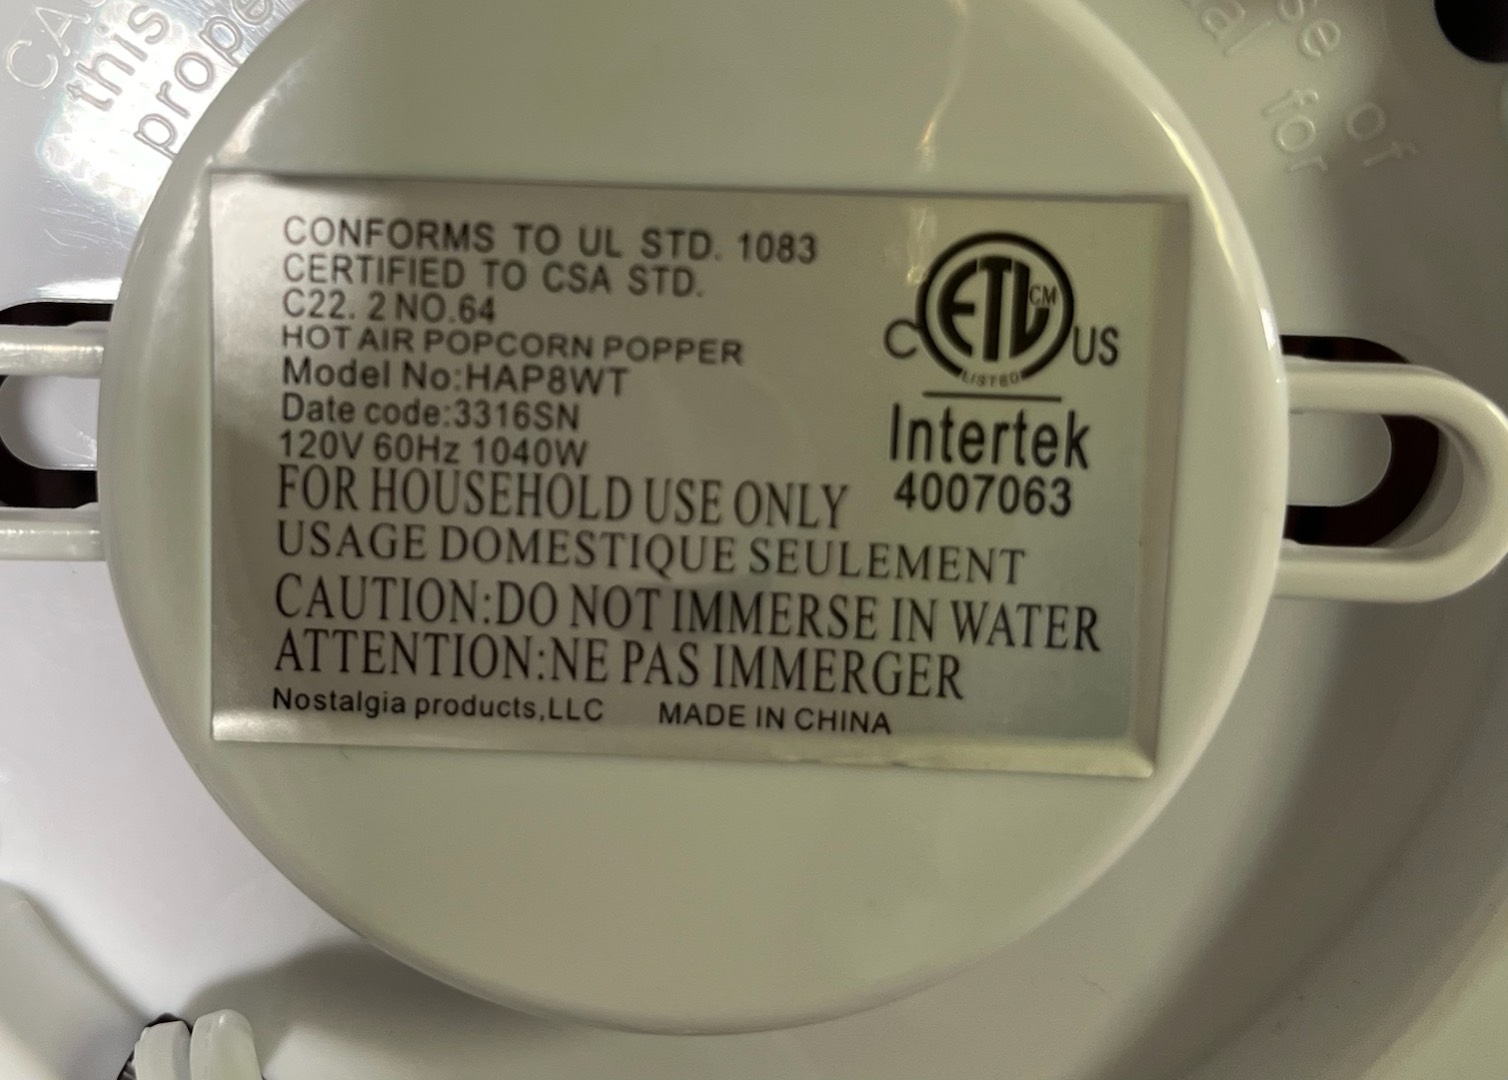 CA
this
prope
se of
al for
CONFORMS TO UL STD. 1083
CERTIFIED TO CSA STD.
C22. 2 NO.64
HOT AIR POPCORN POPPER
Model No:HAP8WT
Date code:3316SN
120V 60Hz 1040W
FOR HOUSEHOLD USE ONLY
USAGE DOMESTIQUE SEULEMENT
CAUTION:DO NOT IMMERSE IN WATER
ATTENTION:NE PAS IMMERGER
Nostalgia products,LLC MADE IN CHINA
C ETL CM US
LISTED
Intertek
4007063